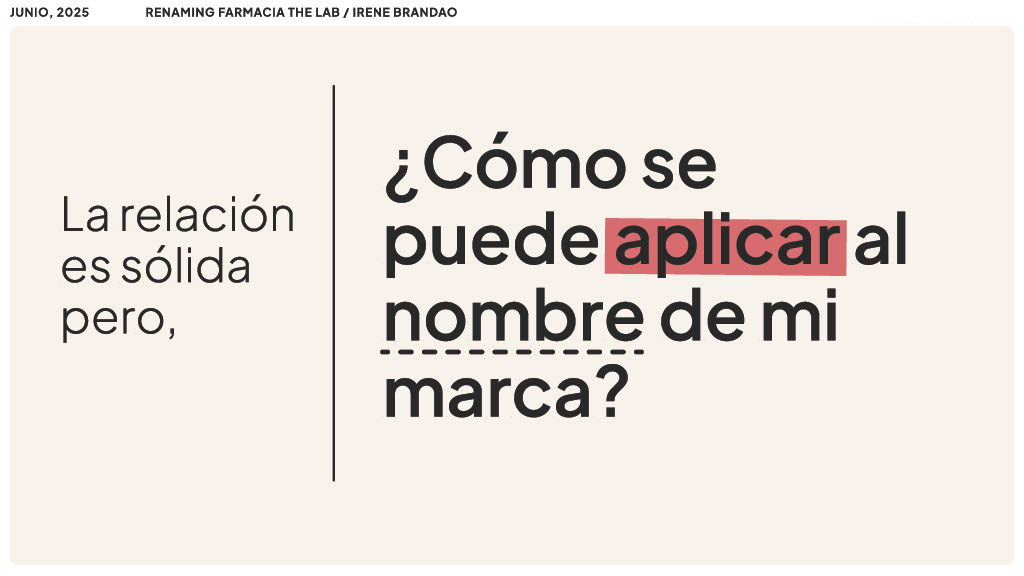 JUNIO, 2025
RENAMING FARMACIA THE LAB / IRENE BRANDAO
La relación
es sólida
pero,
¿Cómo se
puede aplicar al
nombre de mi
marca?